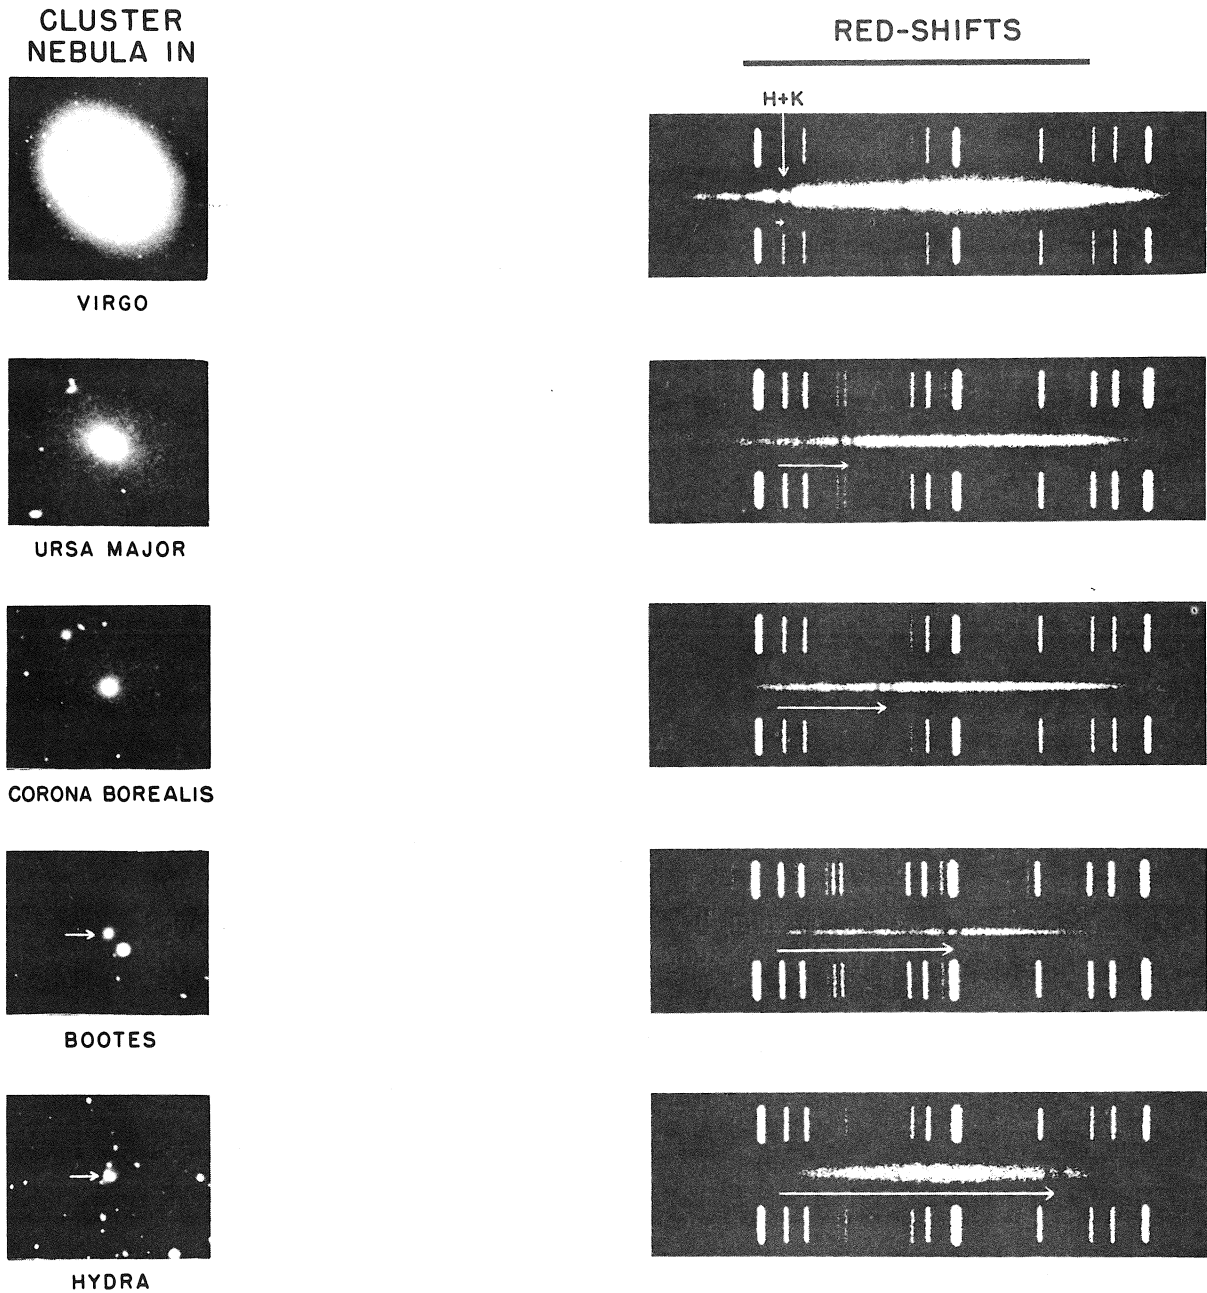 CLUSTER
NEBULA IN
RED-SHIFTS
H+K
VIRGO
URSA MAJOR
CORONA BOREALIS
BOOTES
HYDRA